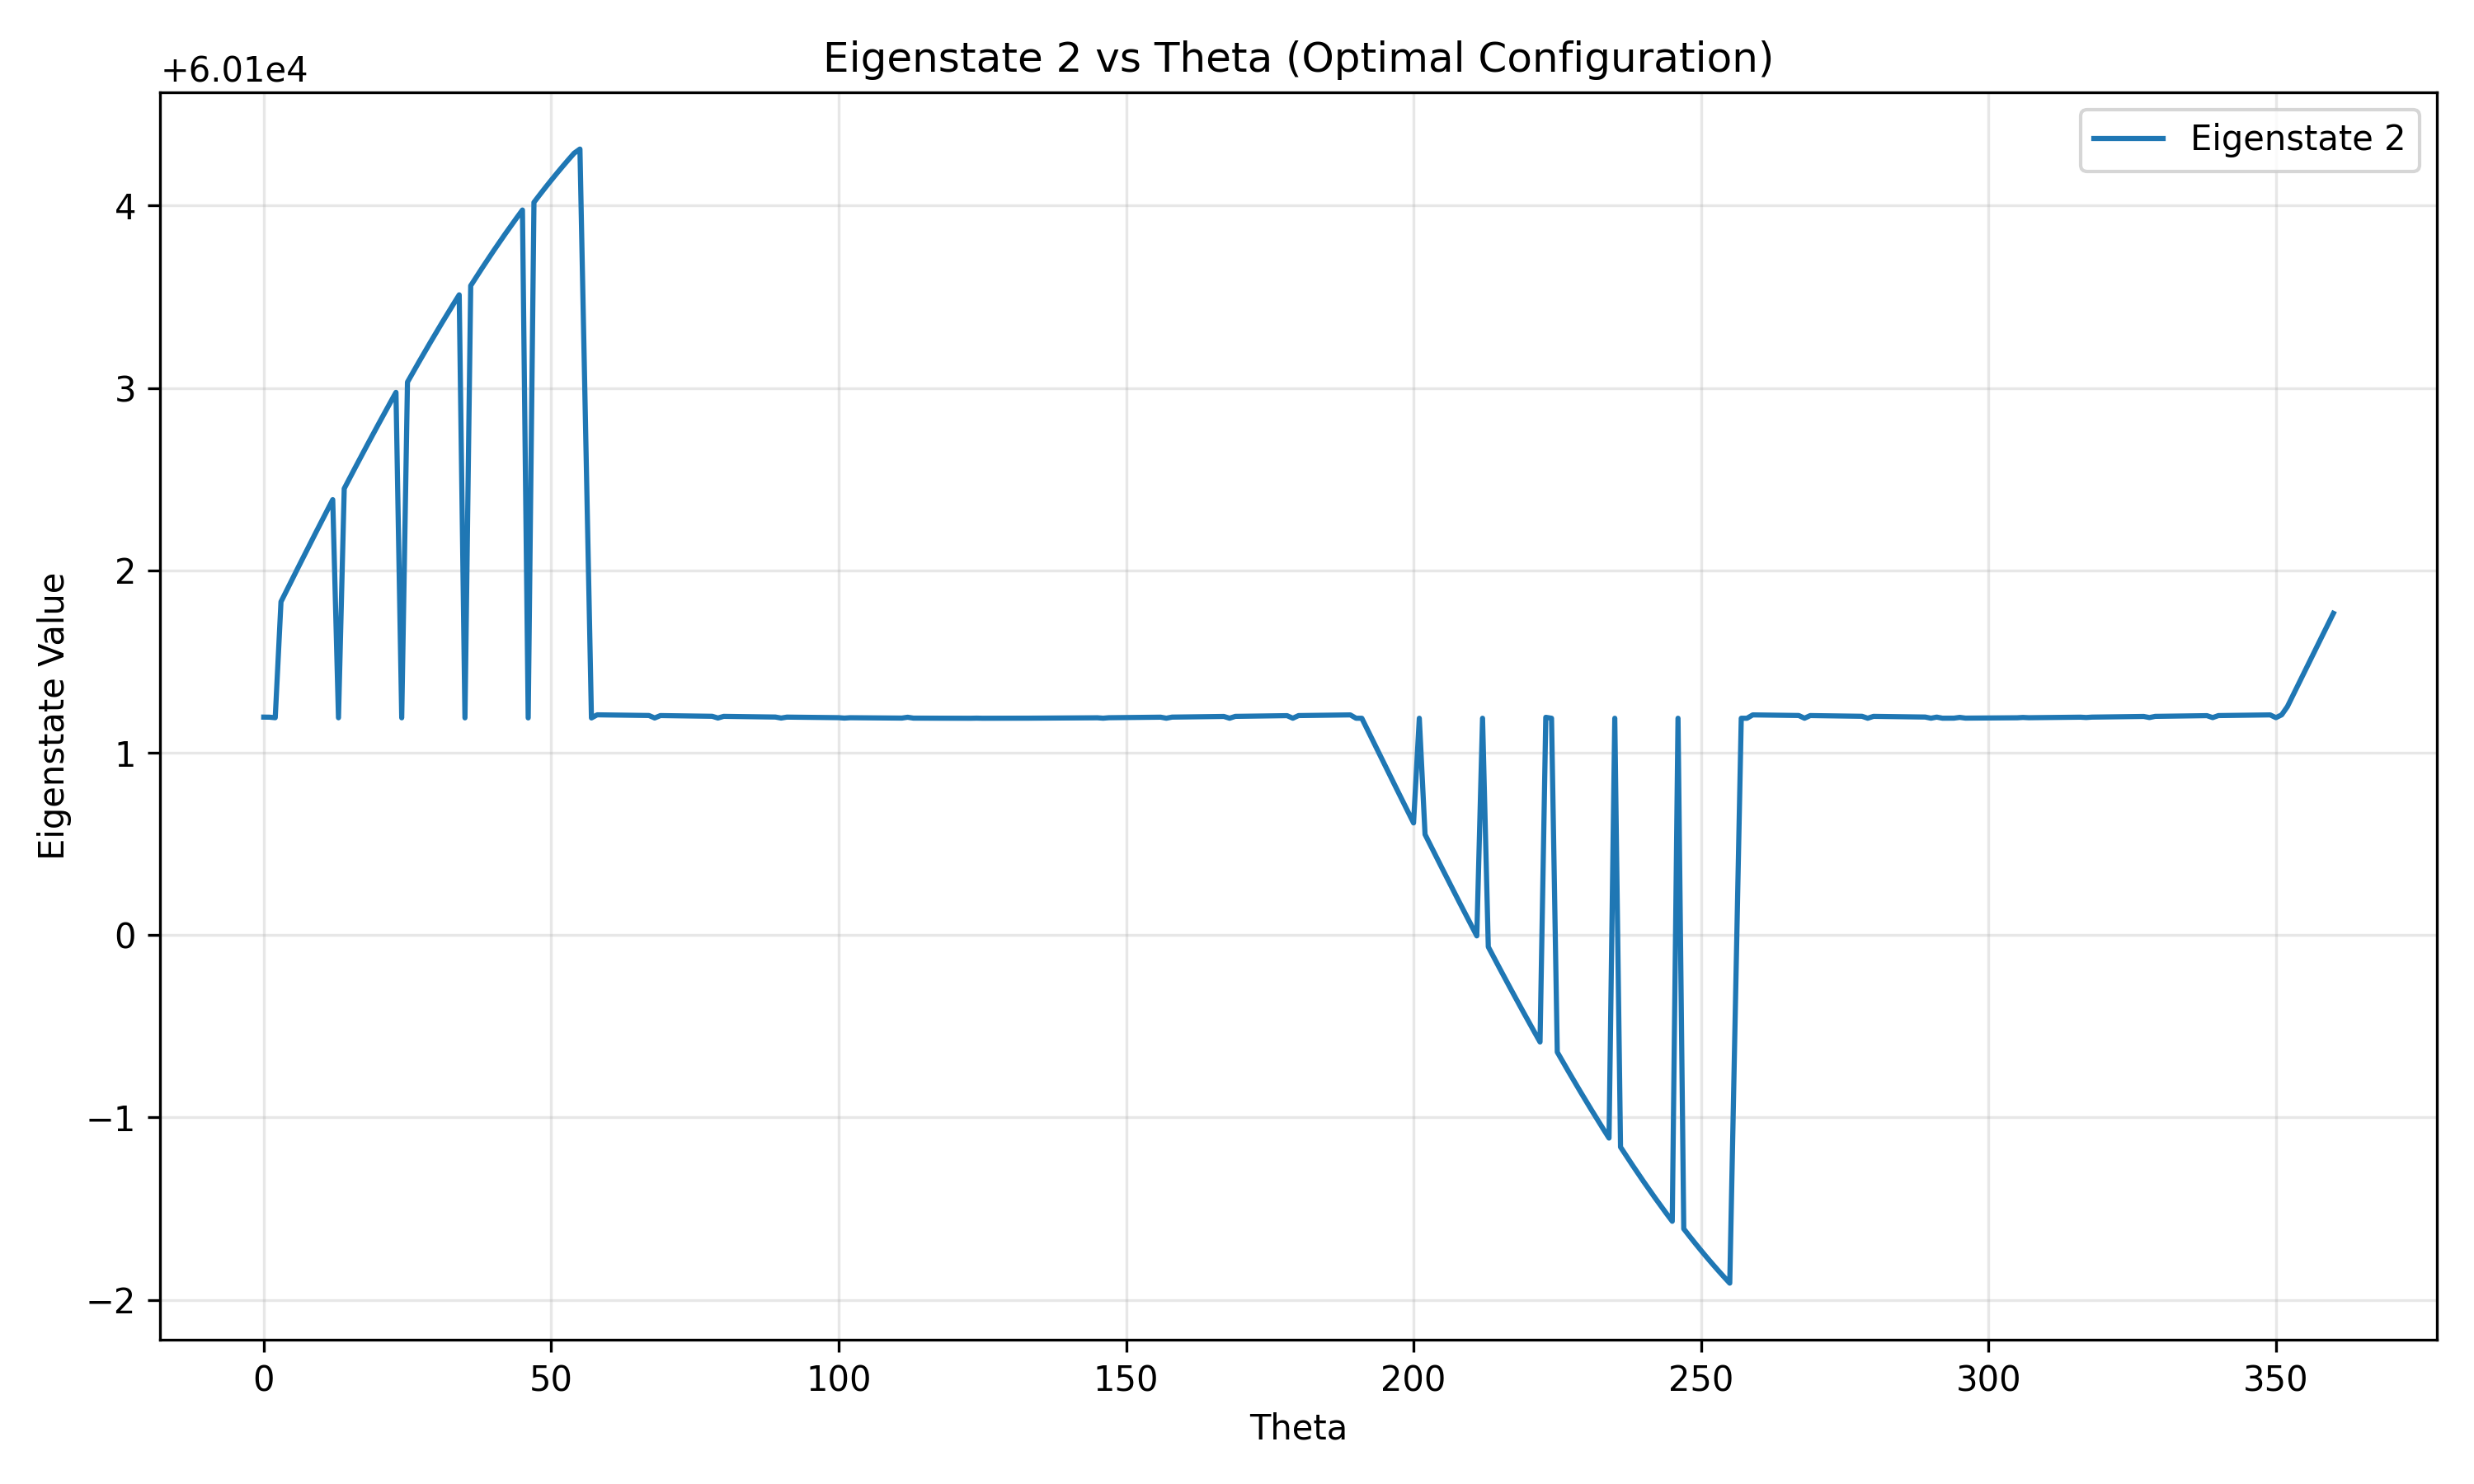 Eigenstate 2 vs Theta (Optimal Configuration)
+6.01e4
Eigenstate 2
4
3
2
1
0
−1
−2
Eigenstate Value
0 50 100 150 200 250 300 350
Theta